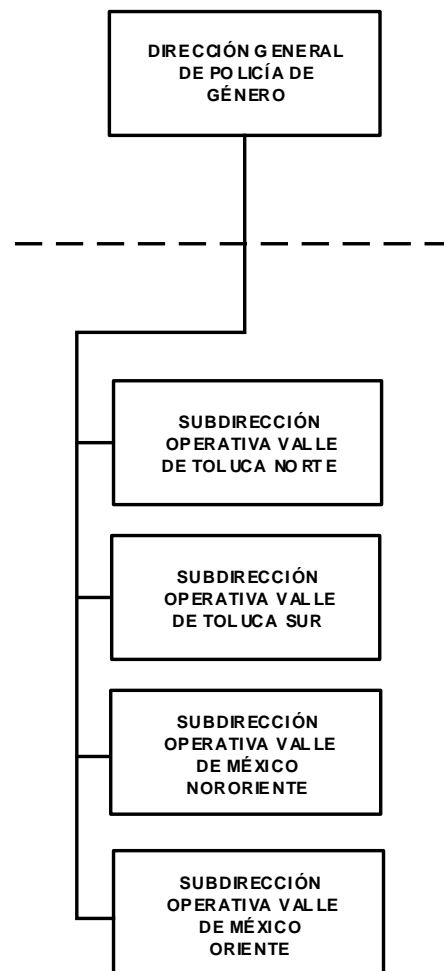 DIRECCIÓN GENERAL
DE POLICÍA DE
GÉNERO
SUBDIRECCIÓN
OPERATIVA VALLE
DE TOLUCA NORTE
SUBDIRECCIÓN
OPERATIVA VALLE
DE TOLUCA SUR
SUBDIRECCIÓN
OPERATIVA VALLE
DE MÉXICO
NORORIENTE
SUBDIRECCIÓN
OPERATIVA VALLE
DE MÉXICO
ORIENTE